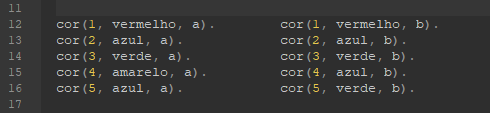 11
12 cor(1, vermelho, a). cor(1, vermelho, b).
13 cor(2, azul, a). cor(2, azul, b).
14 cor(3, verde, a). cor(3, verde, b).
15 cor(4, amarelo, a). cor(4, azul, b).
16 cor(5, azul, a). cor(5, verde, b).
17